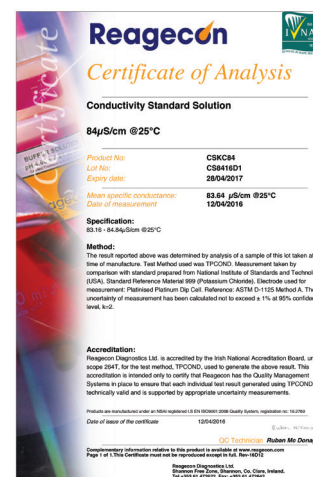 Certificate
Reagecon
INA
Certificate of Analysis
Conductivity Standard Solution
84µS/cm @25°C
Product No: CSKC84
Lot No: CS8416D1
Expiry date: 28/04/2017
Mean specific conductance: 83.64 µS/cm @25°C
Date of measurement 12/04/2016
Specification:
83.16 - 84.84µS/cm @25°C
Method:
The result reported above was determined by analysis of a sample of this lot taken at
time of manufacture. Test Method used was TPCOND. Measurement taken by
comparison with standard prepared from National Institute of Standards and Technol
(USA), Standard Reference Material 999 (Potassium Chloride), Electrode used for
measurement: Platinised Platinum Dip Cell. Reference: ASTM D-1125 Method A. The
uncertainty of measurement has been calculated not to exceed ± 1% at 95% confide
level, k=2.
Accreditation:
Reagecon Diagnostics Ltd. is accredited by the Irish National Accreditation Board, un
scope 264T, for the test method, TPCOND, used to generate the above result. This
accreditation is intended only to certify that Reagecon has the Quality Management
Systems in place to ensure that each individual test result generated using TPCOND
technically valid and is supported by appropriate uncertainty measurements.
Products are manufactured under an NSAI registered I.S EN ISO9001:2008 Quality System, registration no: 19.2769
Date of issue of the certificate 12/04/2016
QC Technician Ruben Mc Dona
Complementary information relative to this product is available at www.reagecon.com
Page 1 of 1.This Certificate must not be reproduced except in full. Rev-16D12
Reagecon Diagnostics Ltd.
Shannon Free Zone, Shannon, Co. Clare, Ireland.